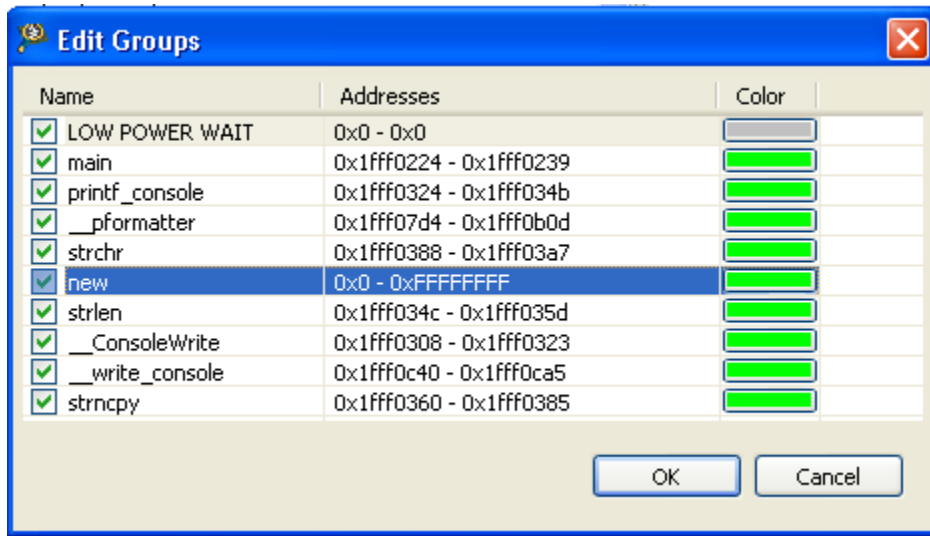 Edit Groups
Name Addresses Color
LOW POWER WAIT 0x0 - 0x0
main 0x1fff0224 - 0x1fff0239
printf_console 0x1fff0324 - 0x1fff034b
__pformatter 0x1fff07d4 - 0x1fff0b0d
strchr 0x1fff0388 - 0x1fff03a7
new 0x0 - 0xFFFFFFFF
strlen 0x1fff034c - 0x1fff035d
__ConsoleWrite 0x1fff0308 - 0x1fff0323
__write_console 0x1fff0c40 - 0x1fff0ca5
strncpy 0x1fff0360 - 0x1fff0385
OK Cancel